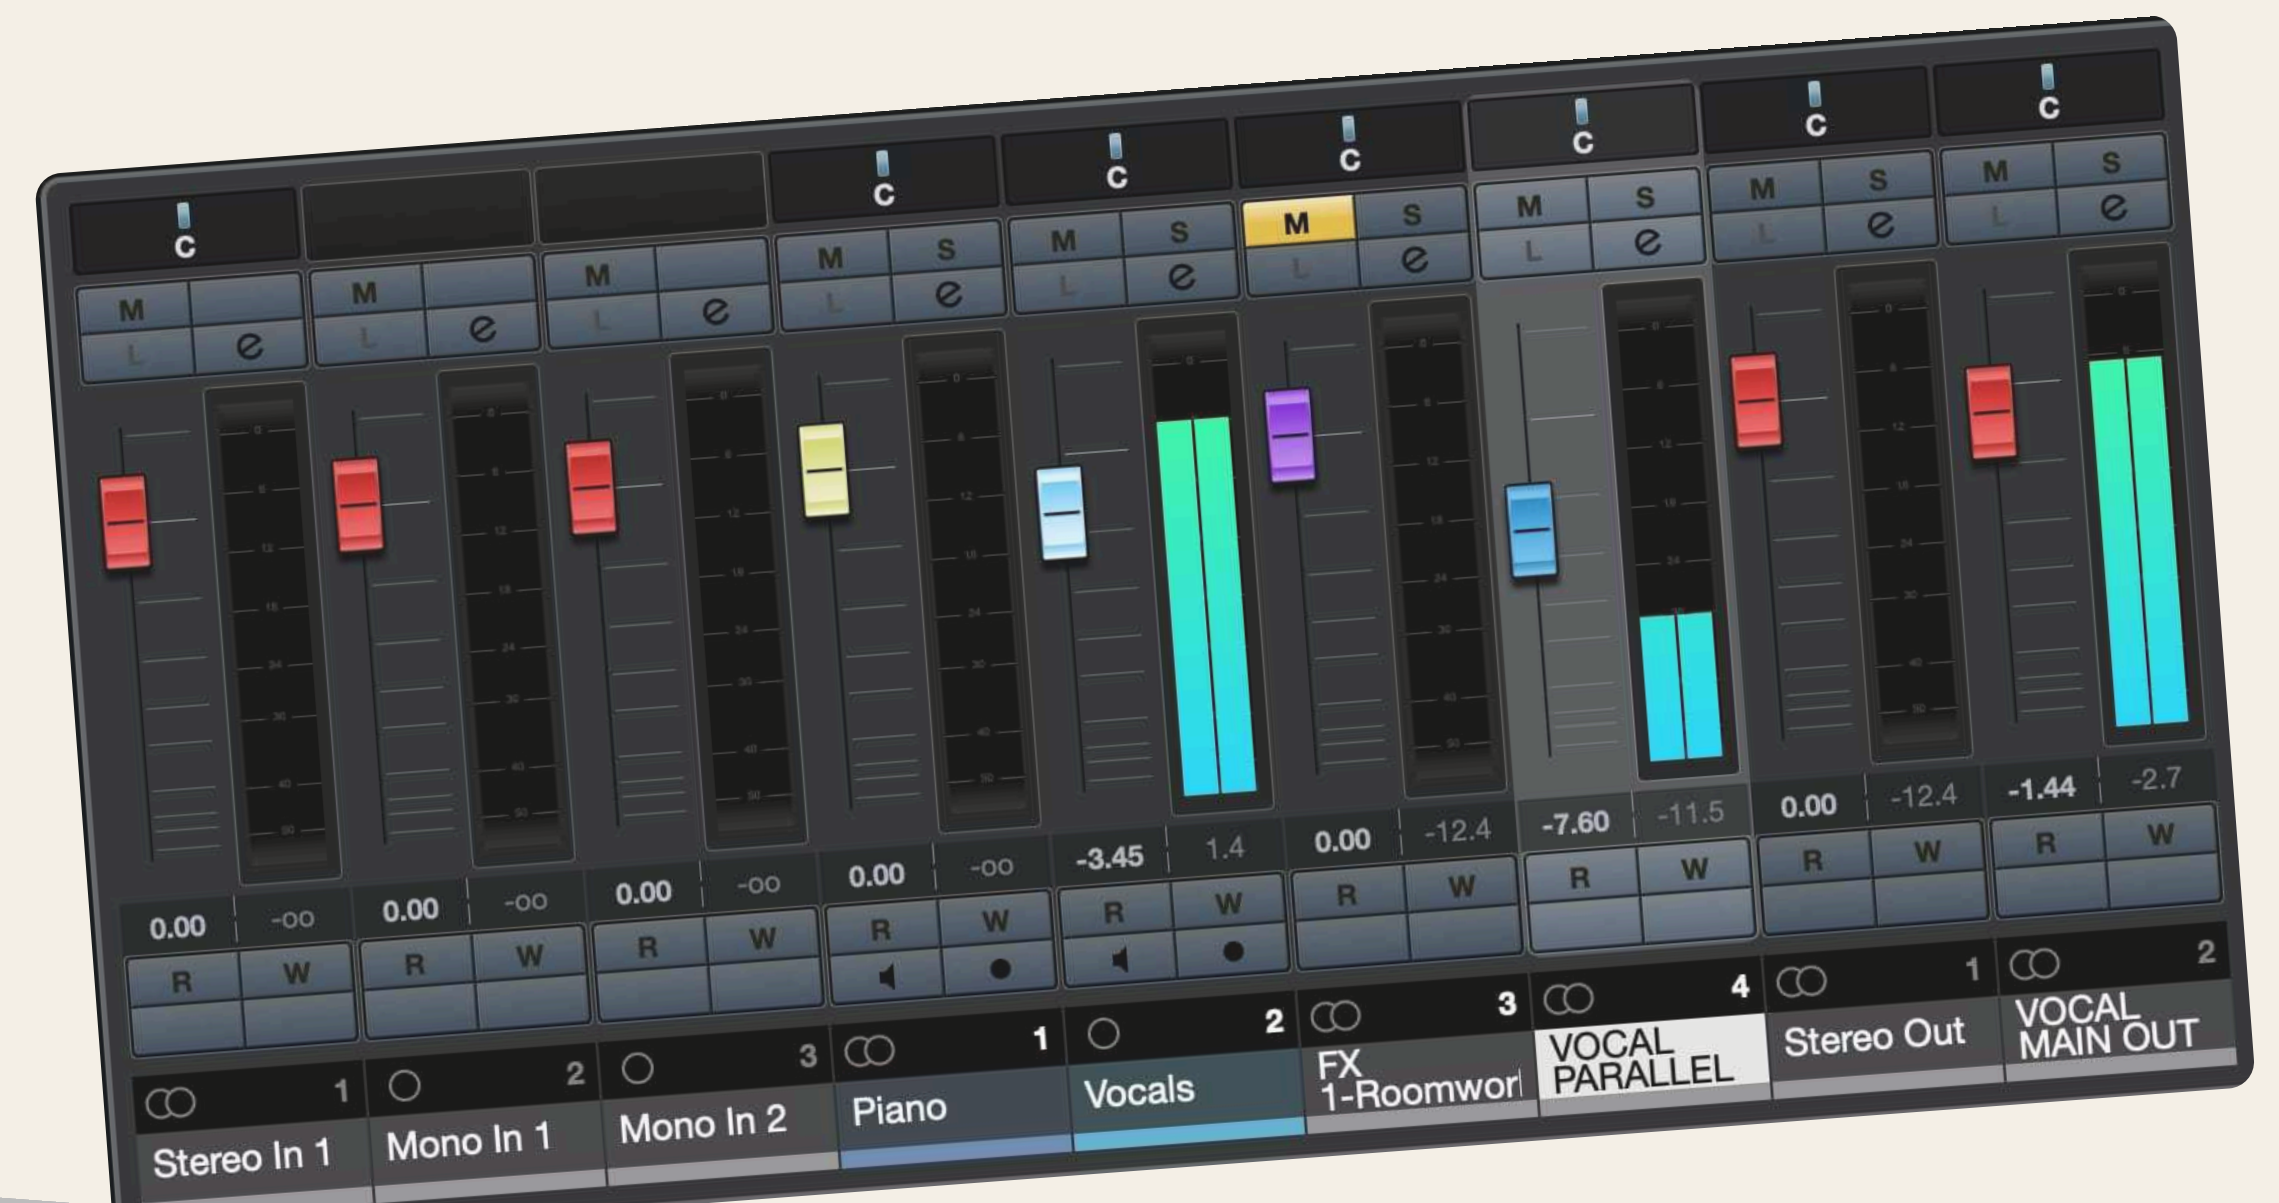 C C C C C C C
M
L e
M
L e
M
L e
M S
L e
M S
L e
M S
L e
M S
L e
M S
L e
M S
L e
0.00 -oo
0.00 -oo
0.00 -oo
0.00 -oo
-3.45 1.4
0.00 -12.4
-7.60 -11.5
0.00 -12.4
-1.44 -2.7
R W
R W
R W
R W
R W
R W
R W
R W
R W
1
Stereo In 1
2
Mono In 1
3
Mono In 2
1
Piano
2
Vocals
3
FX
1-Roomwor
4
VOCAL
PARALLEL
1
Stereo Out
2
VOCAL
MAIN OUT